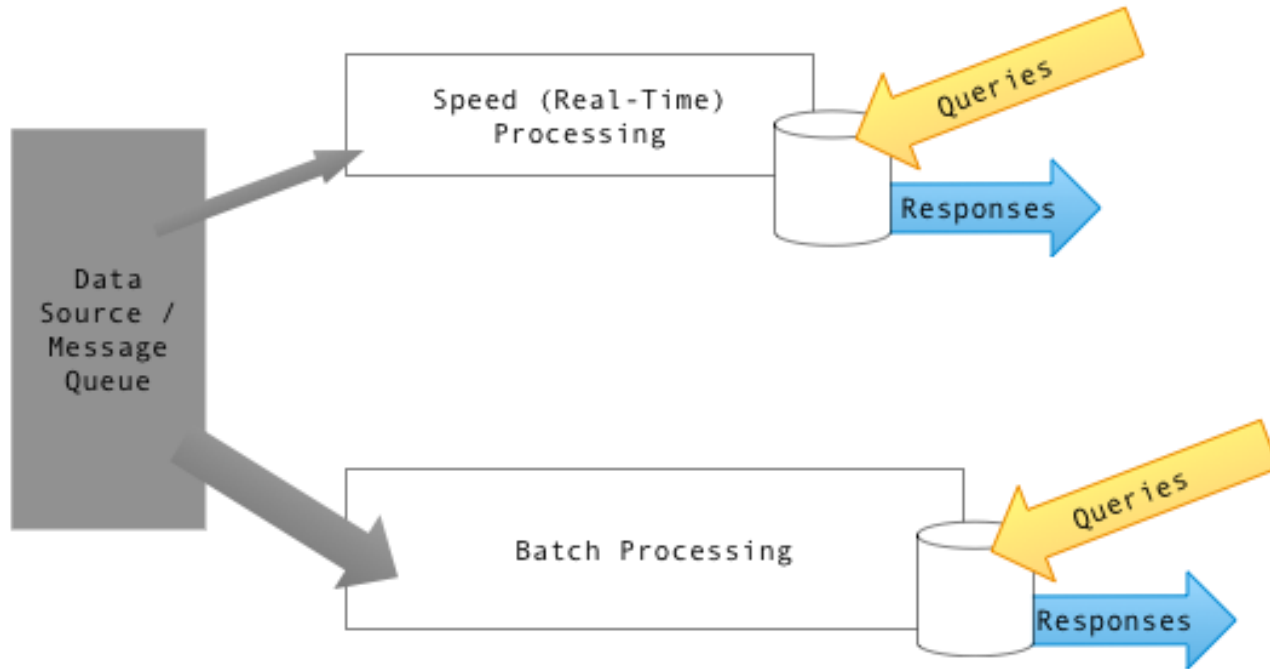 Speed (Real-Time)
Processing
Queries
Responses
Data
Source /
Message
Queue
Batch Processing
Queries
Responses